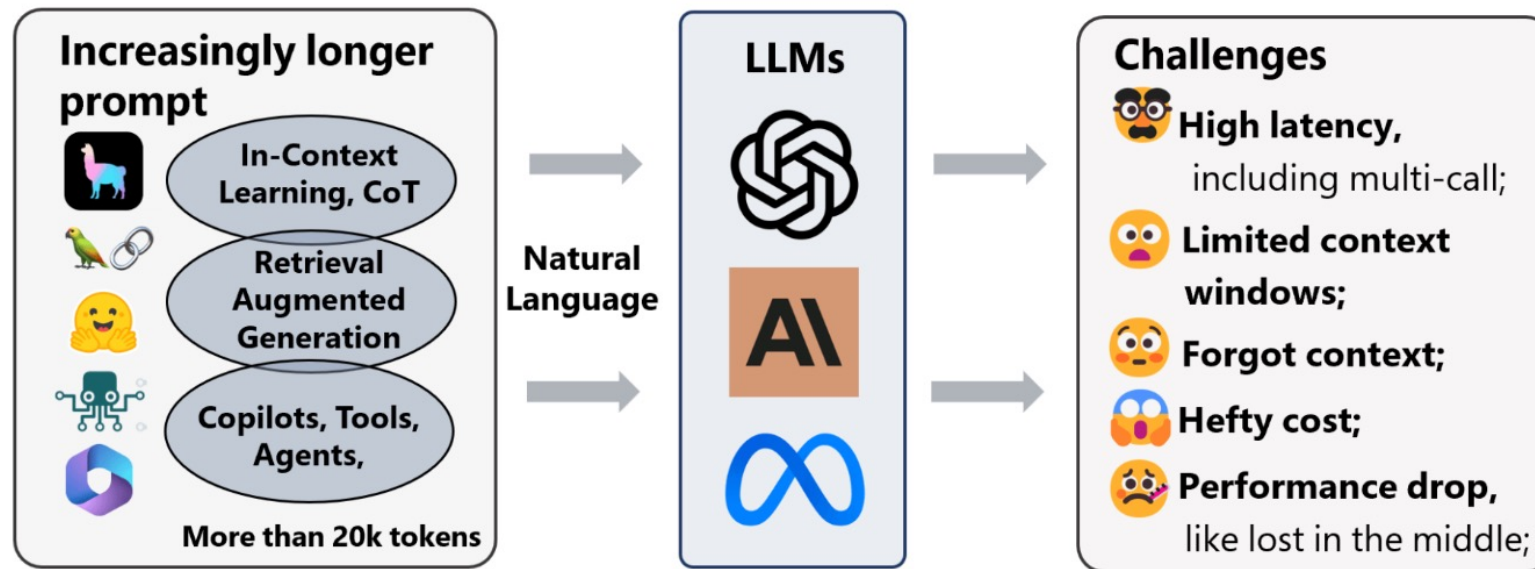 Increasingly longer
prompt
In-Context
Learning, CoT
Retrieval
Augmented
Generation
Copilots, Tools,
Agents,
More than 20k tokens
Natural
Language
LLMs
AI
Challenges
High latency,
including multi-call;
Limited context
windows;
Forgot context;
Hefty cost;
Performance drop,
like lost in the middle;